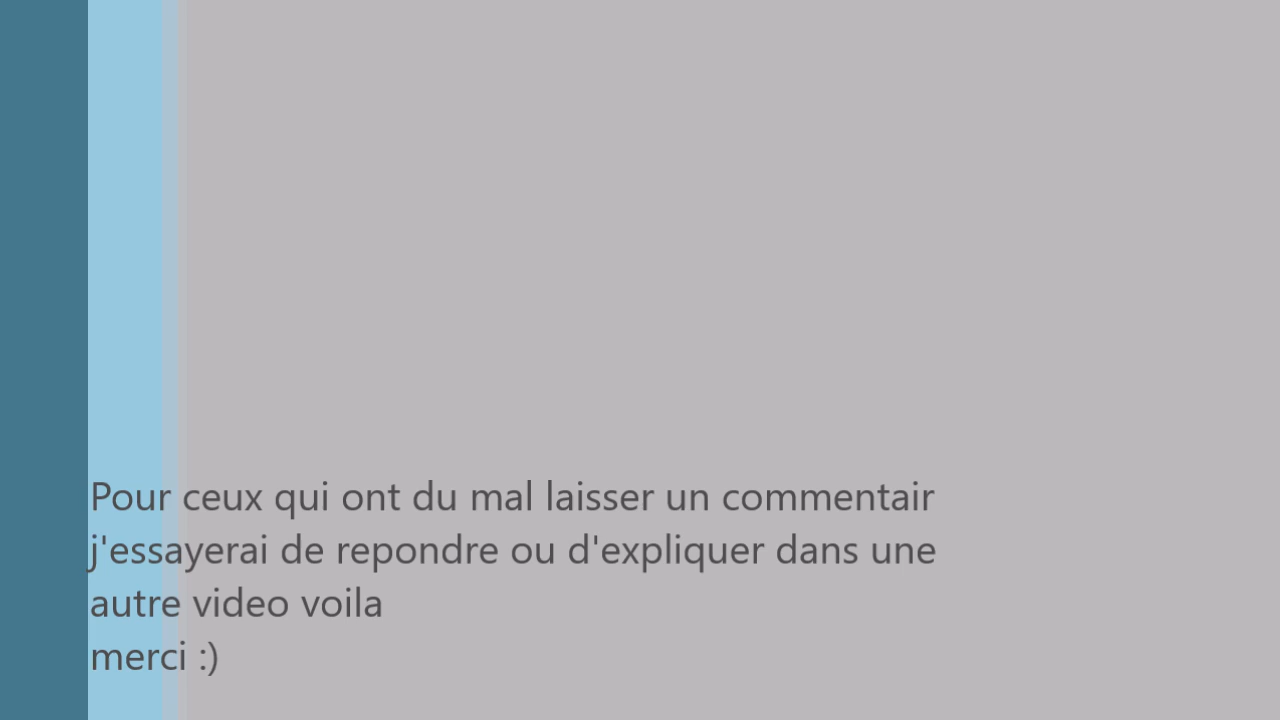 Pour ceux qui ont du mal laisser un commentair
j'essayerai de repondre ou d'expliquer dans une
autre video voila
merci :)